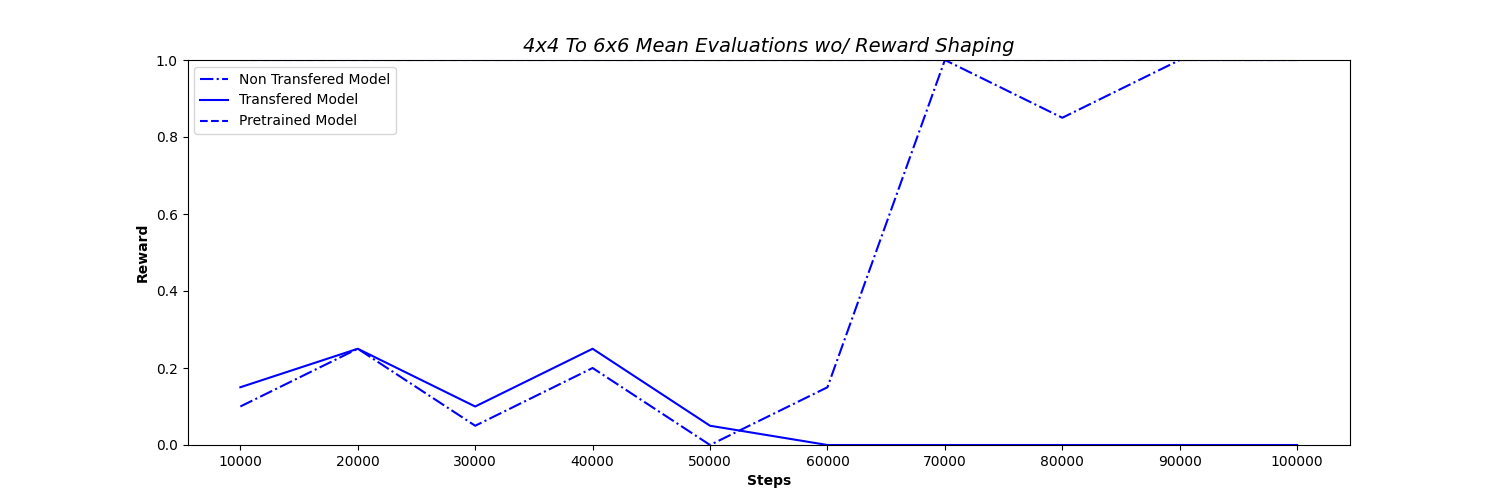 4x4 To 6x6 Mean Evaluations wo/ Reward Shaping
1.0
Non Transfered Model
Transfered Model
Pretrained Model
0.8
0.6
Reward
0.4
0.2
0.0
10000 20000 30000 40000 50000 60000 70000 80000 90000 100000
Steps